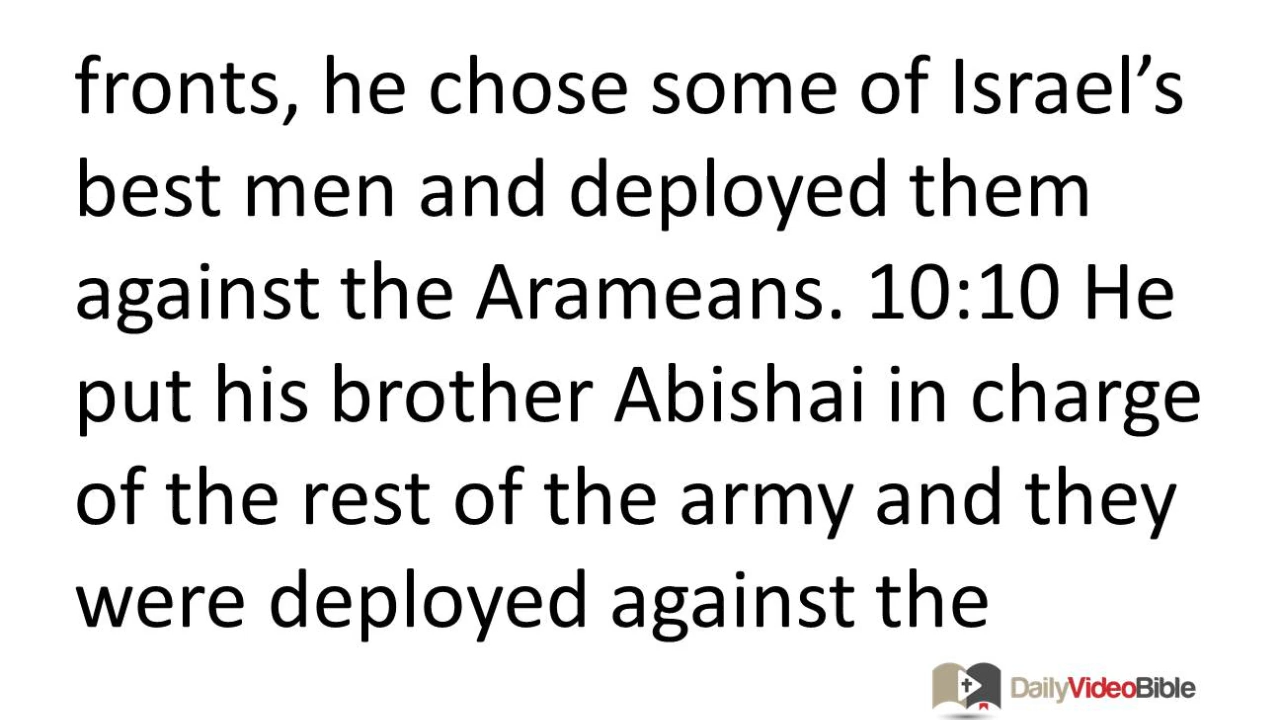 fronts, he chose some of Israel’s
best men and deployed them
against the Arameans. 10:10 He
put his brother Abishai in charge
of the rest of the army and they
were deployed against the
DailyVideoBible